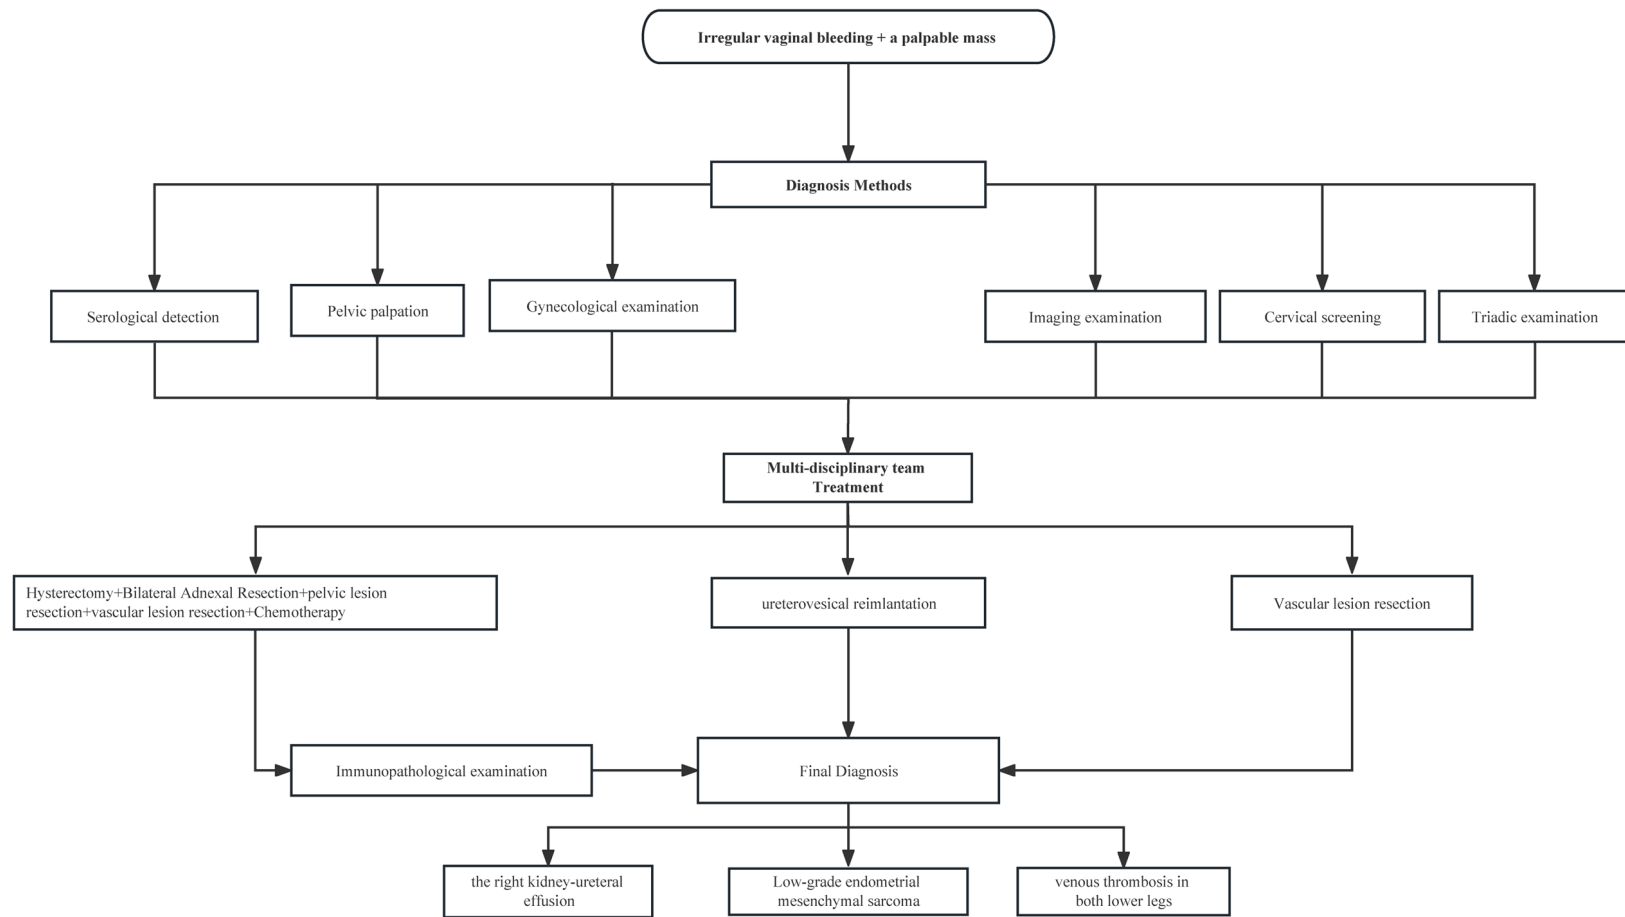 Irregular vaginal bleeding + a palpable mass
Diagnosis Methods
Serological detection
Pelvic palpation
Gynecological examination
Imaging examination
Cervical screening
Triadic examination
Multi-disciplinary team
Treatment
Hysterectomy+Bilateral Adnexal Resection+pelvic lesion
resection+vascular lesion resection+Chemotherapy
ureterovesical reimlantation
Vascular lesion resection
Immunopathological examination
Final Diagnosis
the right kidney-ureteral
effusion
Low-grade endometrial
mesenchymal sarcoma
venous thrombosis in
both lower legs